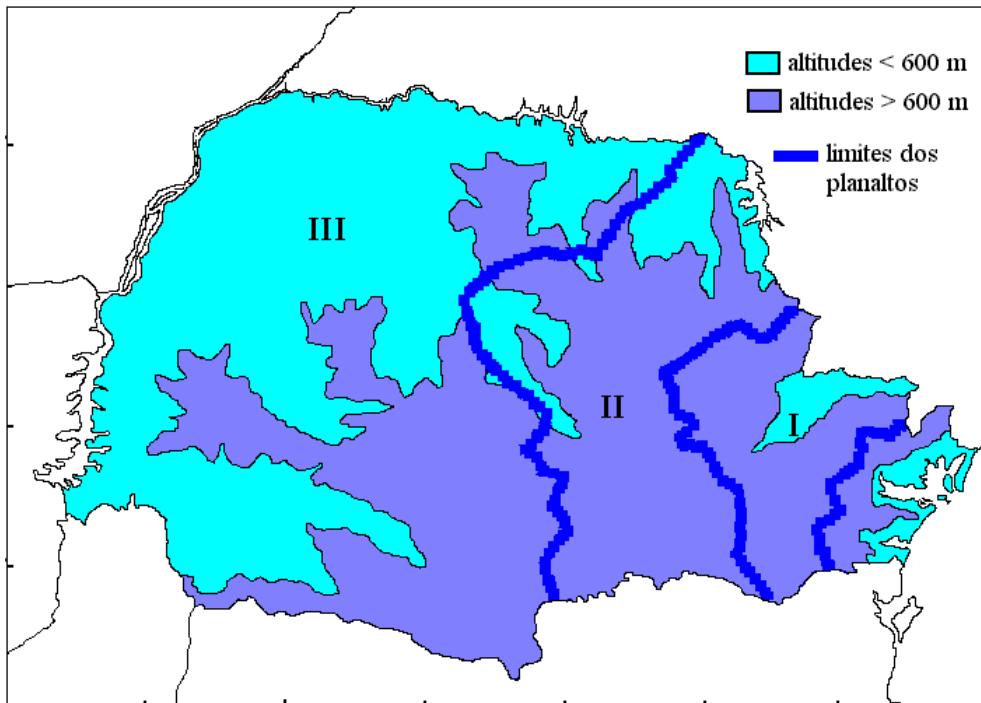 altitudes < 600 m
altitudes > 600 m
limites dos
planaltos
III
II
I